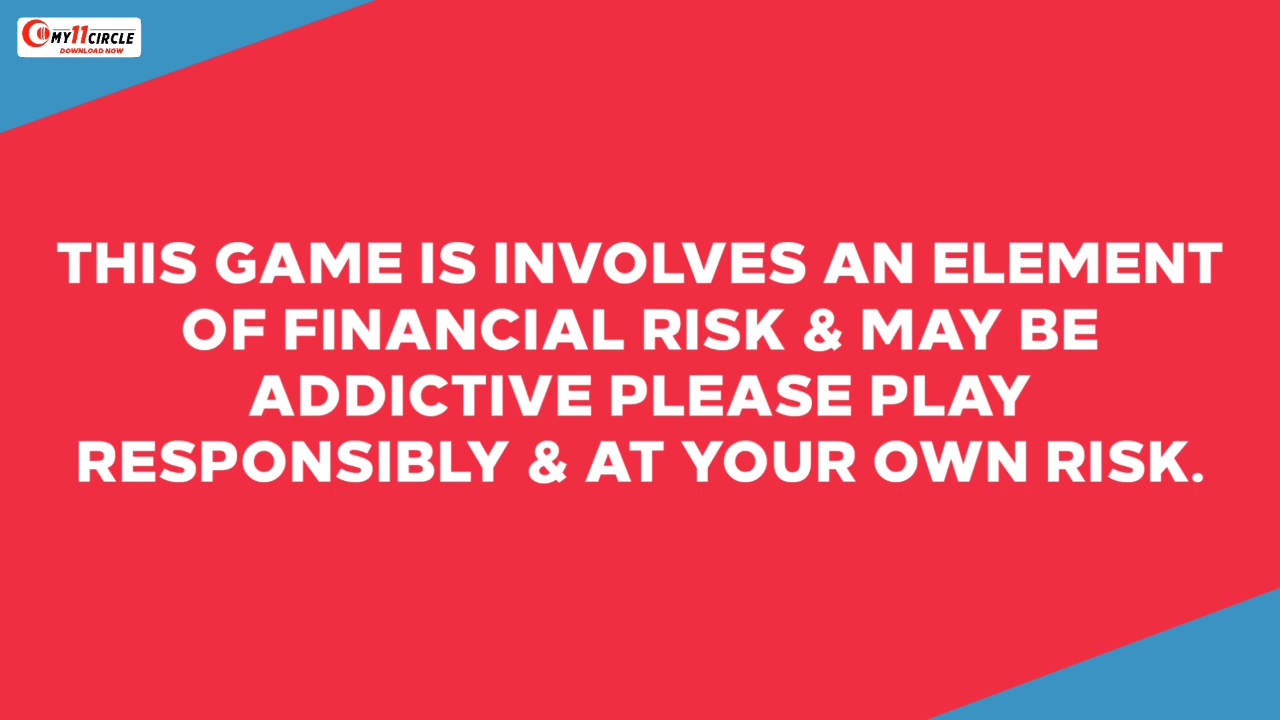 MY11CIRCLE
DOWNLOAD NOW
THIS GAME IS INVOLVES AN ELEMENT
OF FINANCIAL RISK & MAY BE
ADDICTIVE PLEASE PLAY
RESPONSIBLY & AT YOUR OWN RISK.